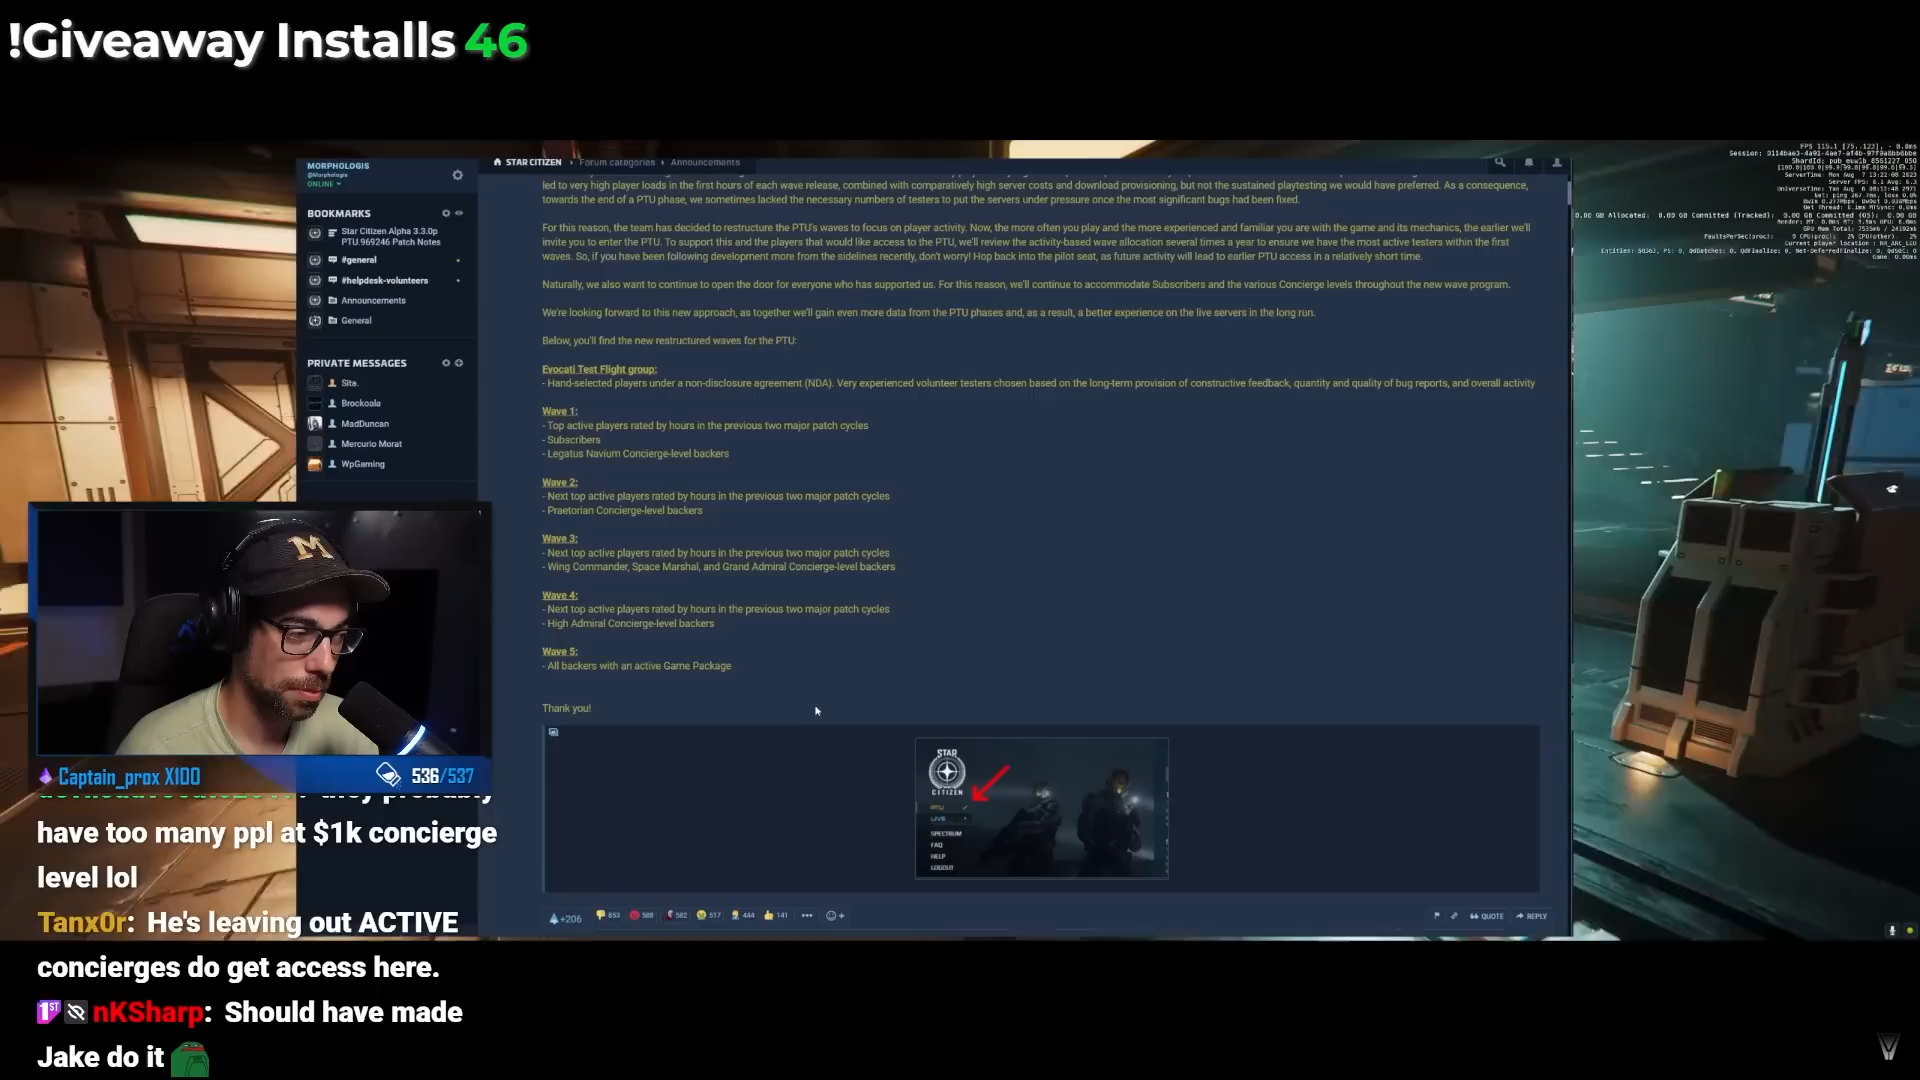 !Giveaway Installs 46
MORPHOLOGIS
@Morphologis
ONLINE
BOOKMARKS
Star Citizen Alpha 3.3.0p
PTU.969246 Patch Notes
#general
#helpdesk-volunteers
Announcements
General
PRIVATE MESSAGES
Sita.
Brockoala
MadDuncan
Mercurio Morat
WpGaming
STAR CITIZEN Forum categories Announcements
led to very high player loads in the first hours of each wave release, combined with comparatively high server costs and download provisioning, but not the sustained playtesting we would have preferred. As a consequence,
towards the end of a PTU phase, we sometimes lacked the necessary numbers of testers to put the servers under pressure once the most significant bugs had been fixed.
For this reason, the team has decided to restructure the PTU's waves to focus on player activity. Now, the more often you play and the more experienced and familiar you are with the game and its mechanics, the earlier we'll
invite you to enter the PTU. To support this and the players that would like access to the PTU, we'll review the activity-based wave allocation several times a year to ensure we have the most active testers within the first
waves. So, if you have been following development more from the sidelines recently, don't worry! Hop back into the pilot seat, as future activity will lead to earlier PTU access in a relatively short time.
Naturally, we also want to continue to open the door for everyone who has supported us. For this reason, we'll continue to accommodate Subscribers and the various Concierge levels throughout the new wave program.
We're looking forward to this new approach, as together we'll gain even more data from the PTU phases and, as a result, a better experience on the live servers in the long run.
Below, you'll find the new restructured waves for the PTU:
Evocati Test Flight group:
- Hand-selected players under a non-disclosure agreement (NDA). Very experienced volunteer testers chosen based on the long-term provision of constructive feedback, quantity and quality of bug reports, and overall activity
Wave 1:
- Top active players rated by hours in the previous two major patch cycles
- Subscribers
- Legatus Navium Concierge-level backers
Wave 2:
- Next top active players rated by hours in the previous two major patch cycles
- Praetorian Concierge-level backers
Wave 3:
- Next top active players rated by hours in the previous two major patch cycles
- Wing Commander, Space Marshal, and Grand Admiral Concierge-level backers
Wave 4:
- Next top active players rated by hours in the previous two major patch cycles
- High Admiral Concierge-level backers
Wave 5:
- All backers with an active Game Package
Thank you!
STAR
CITIZEN
PTU
LIVE
SPECTRUM
FAQ
HELP
LOGOUT
+206 853 588 582 517 444 141 ••• QUOTE REPLY
M
Captain_prox X100 536/537
have too many ppl at $1k concierge
level lol
Tanx0r: He's leaving out ACTIVE
concierges do get access here.
1ST nKSharp: Should have made
Jake do it